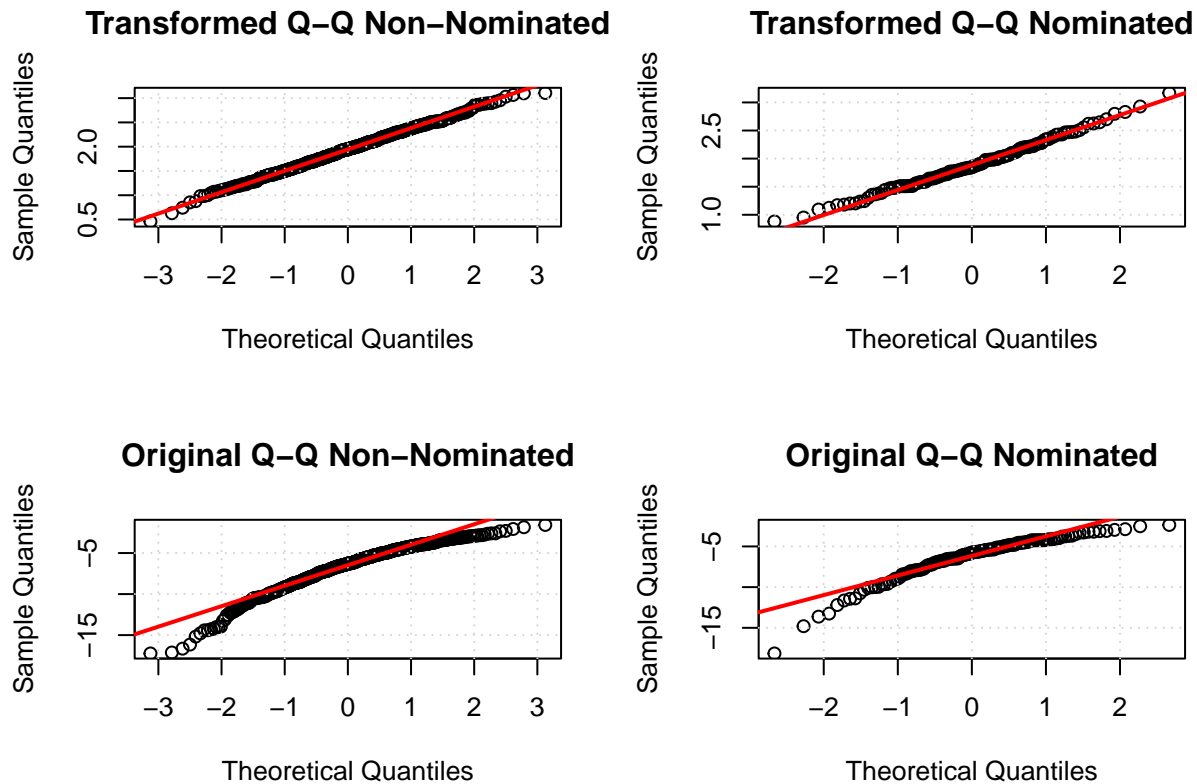 Transformed Q−Q Non−Nominated
Sample Quantiles
0.5 2.0
−3 −2 −1 0 1 2 3
Theoretical Quantiles
Transformed Q−Q Nominated
Sample Quantiles
1.0 2.5
−2 −1 0 1 2
Theoretical Quantiles
Original Q−Q Non−Nominated
Sample Quantiles
−15 −5
−3 −2 −1 0 1 2 3
Theoretical Quantiles
Original Q−Q Nominated
Sample Quantiles
−15 −5
−2 −1 0 1 2
Theoretical Quantiles